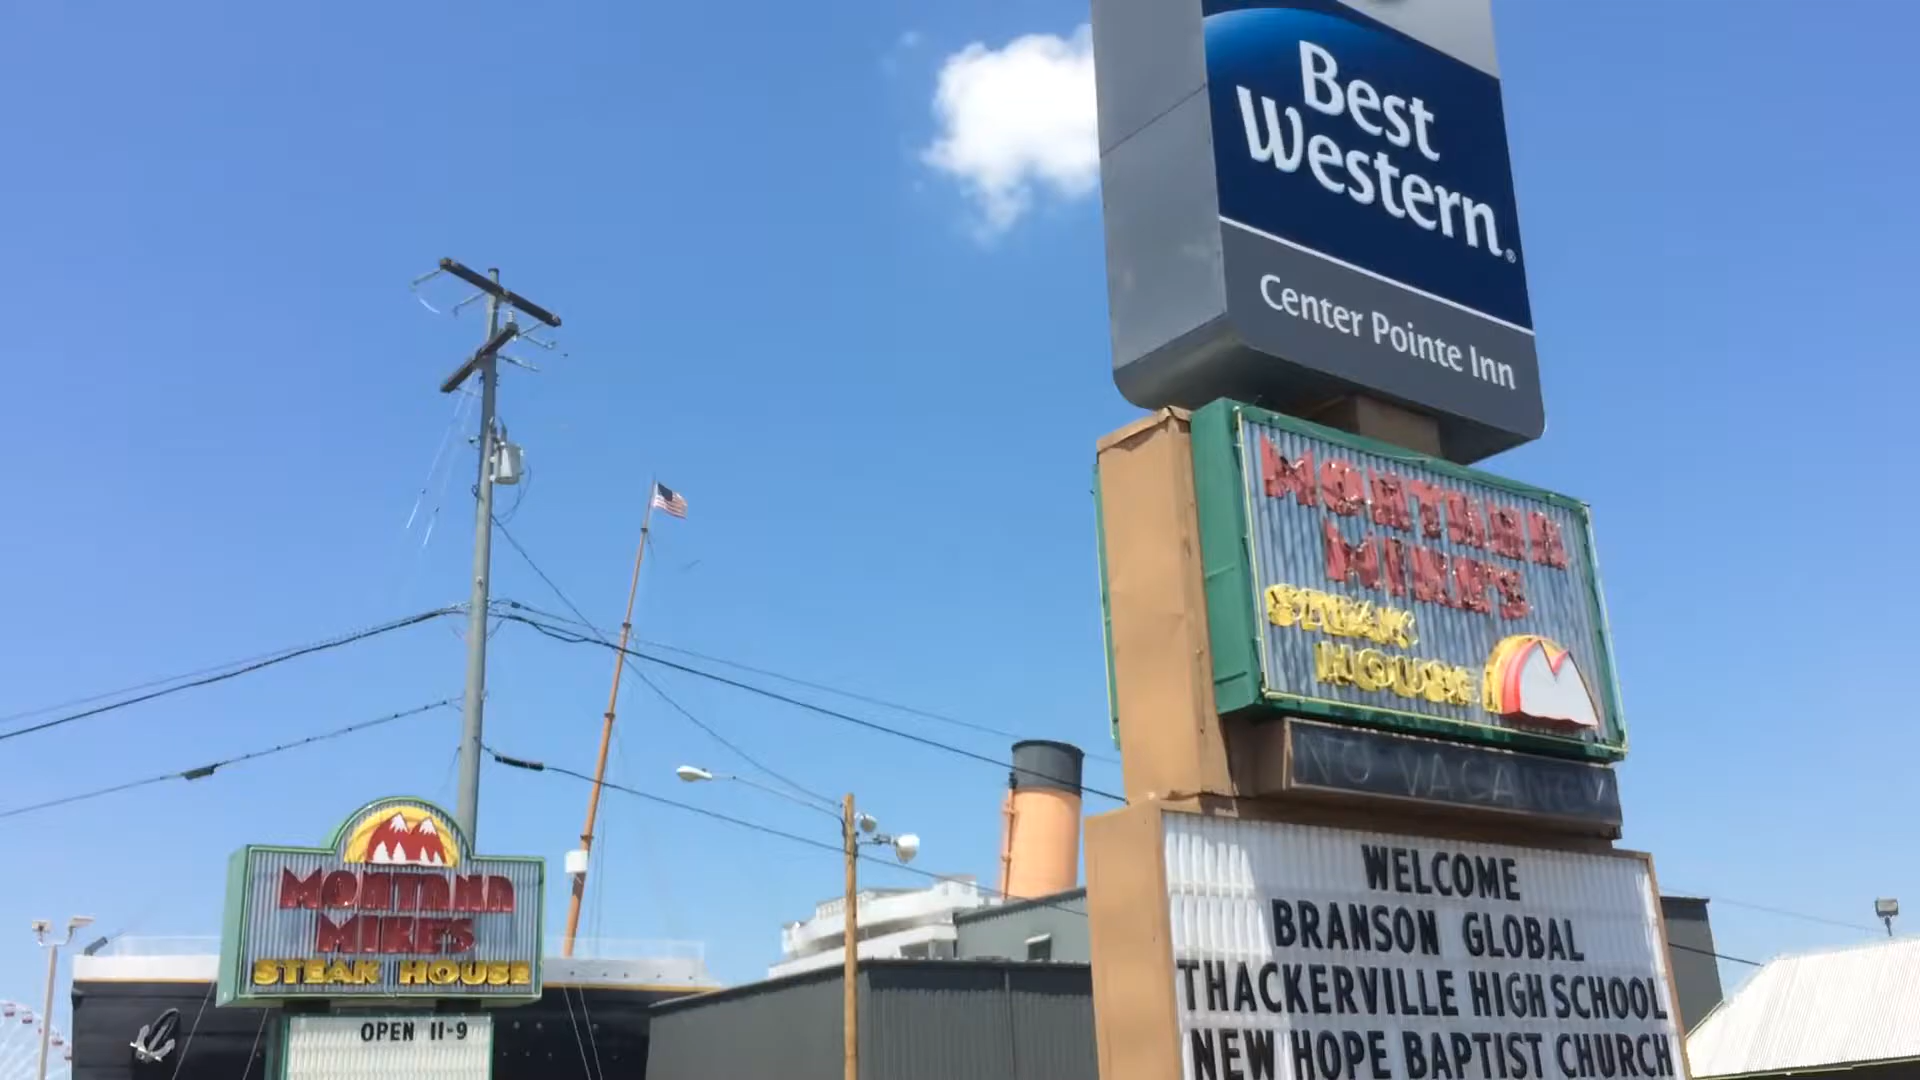 Best
Western®
Center Pointe Inn
MONTANA
MIKE'S
STEAK
HOUSE
NO VACANCY
WELCOME
BRANSON GLOBAL
THACKERVILLE HIGH SCHOOL
NEW HOPE BAPTIST CHURCH
MONTANA
MIKE'S
STEAK HOUSE
OPEN 11-9